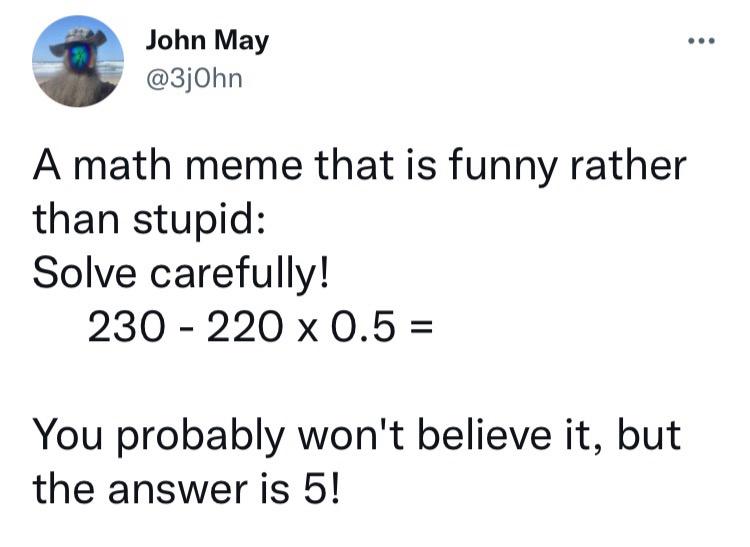 John May
@3j0hn
A math meme that is funny rather
than stupid:
Solve carefully!
230 - 220 x 0.5 =
You probably won't believe it, but
the answer is 5!